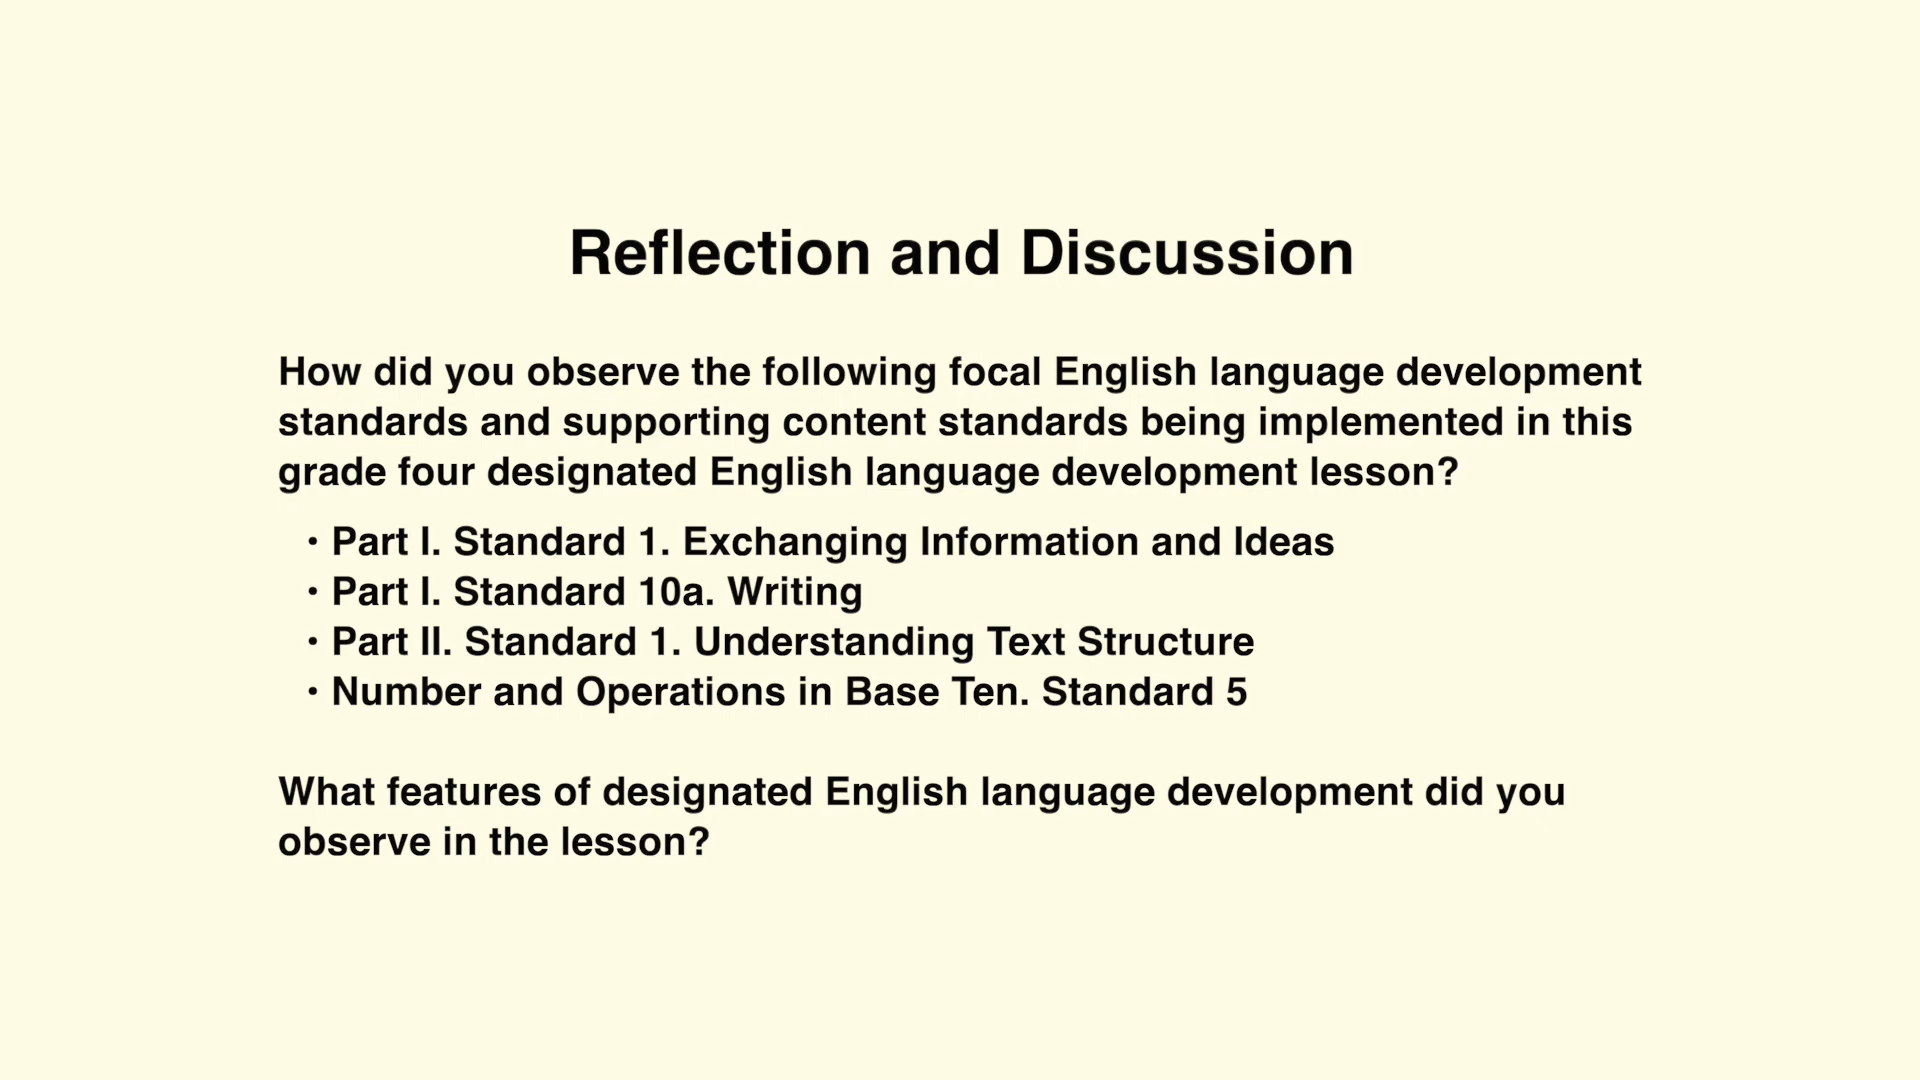 Reflection and Discussion
How did you observe the following focal English language development
standards and supporting content standards being implemented in this
grade four designated English language development lesson?
• Part I. Standard 1. Exchanging Information and Ideas
• Part I. Standard 10a. Writing
• Part II. Standard 1. Understanding Text Structure
• Number and Operations in Base Ten. Standard 5
What features of designated English language development did you
observe in the lesson?